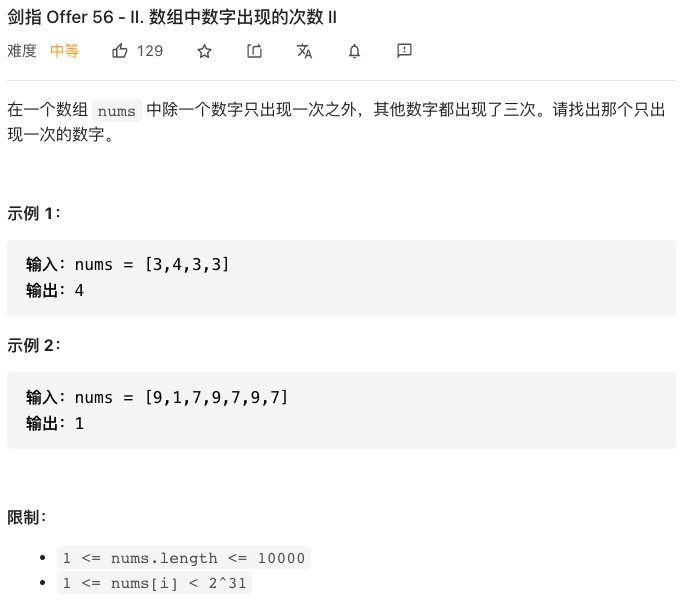 剑指 Offer 56 - II. 数组中数字出现的次数 II
难度 中等 129
在一个数组 nums 中除一个数字只出现一次之外，其他数字都出现了三次。请找出那个只出
现一次的数字。
示例 1：
输入：nums = [3,4,3,3]
输出：4
示例 2：
输入：nums = [9,1,7,9,7,9,7]
输出：1
限制：
1 <= nums.length <= 10000
1 <= nums[i] < 2^31